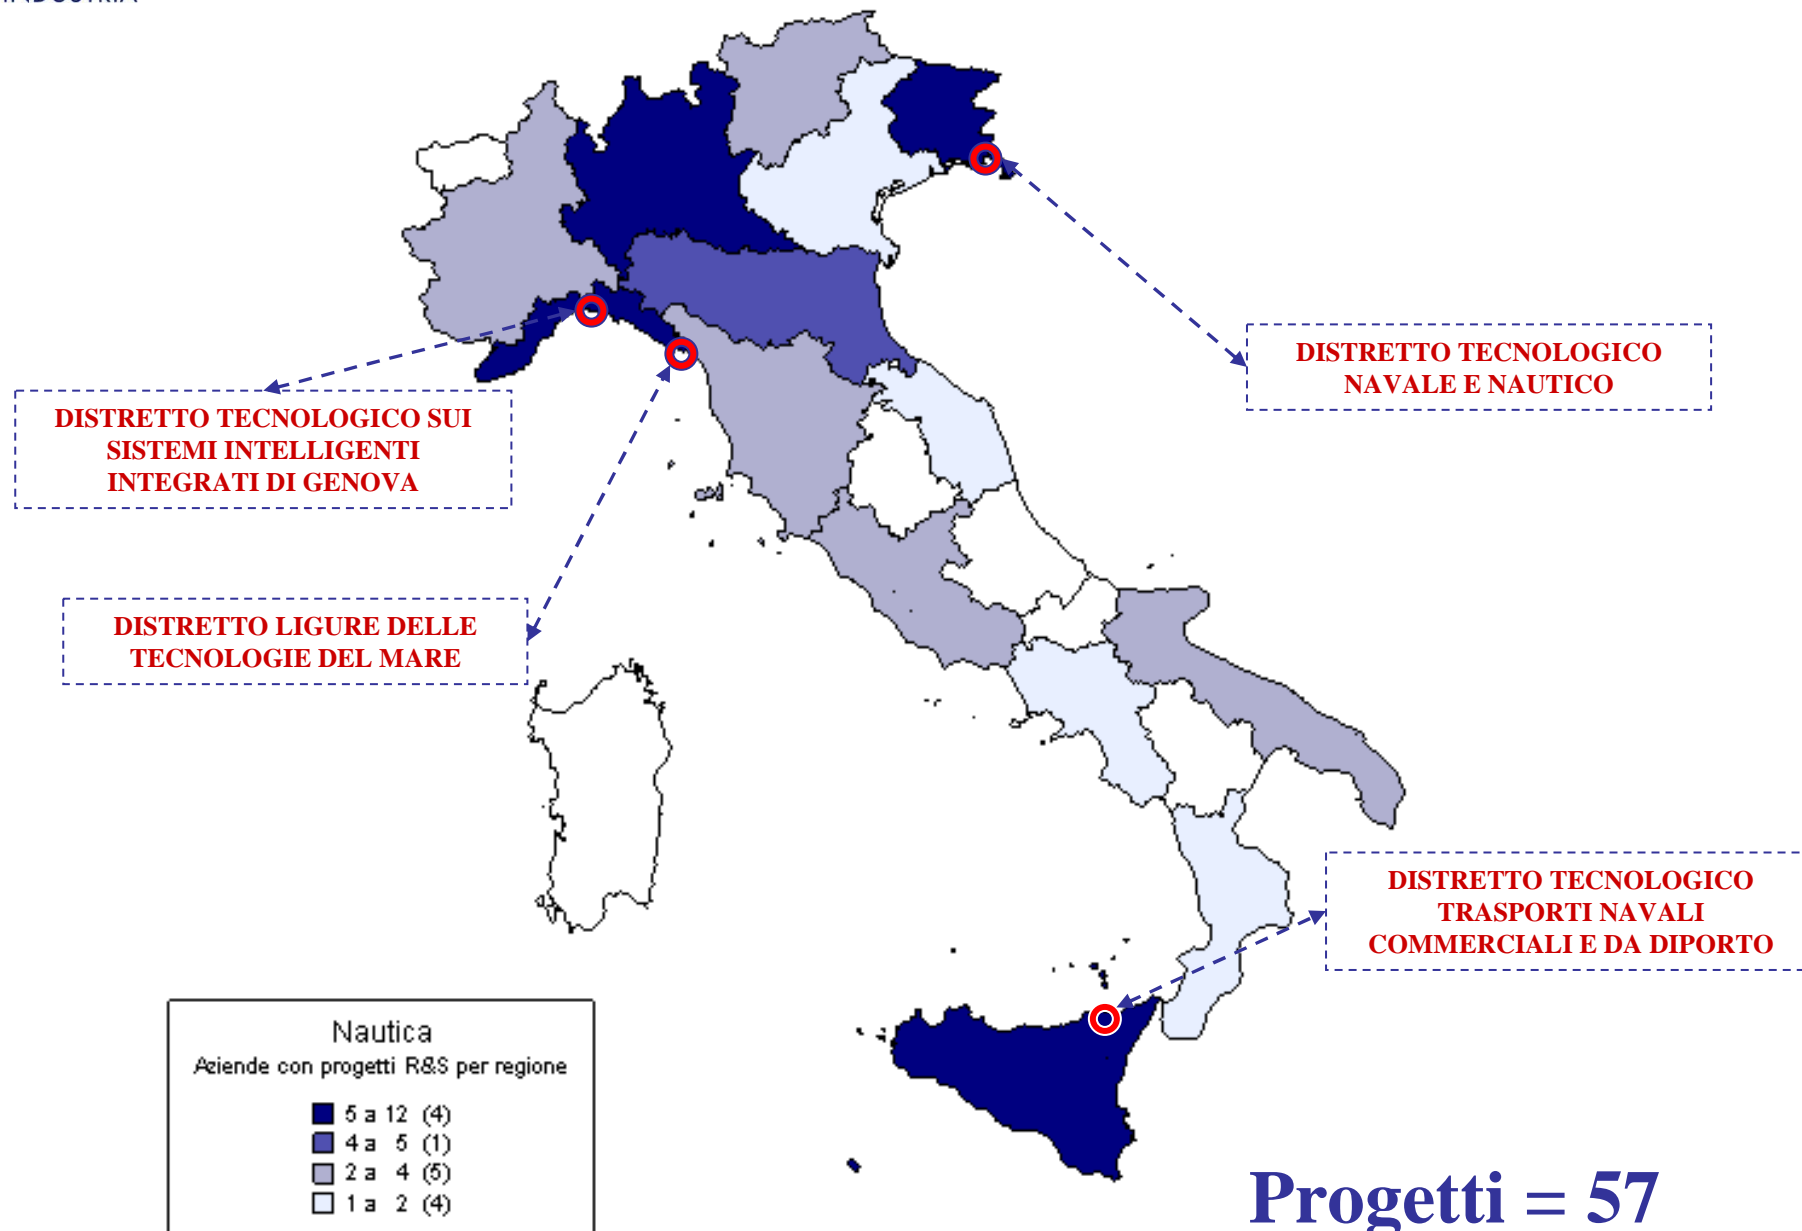 DISTRETTO TECNOLOGICO
NAVALE E NAUTICO
DISTRETTO TECNOLOGICO SUI
SISTEMI INTELLIGENTI
INTEGRATI DI GENOVA
DISTRETTO LIGURE DELLE
TECNOLOGIE DEL MARE
DISTRETTO TECNOLOGICO
TRASPORTI NAVALI
COMMERCIALI E DA DIPORTO
Nautica
Aziende con progetti R&S per regione
5 a 12 (4)
4 a 5 (1)
2 a 4 (5)
1 a 2 (4)
Progetti = 57